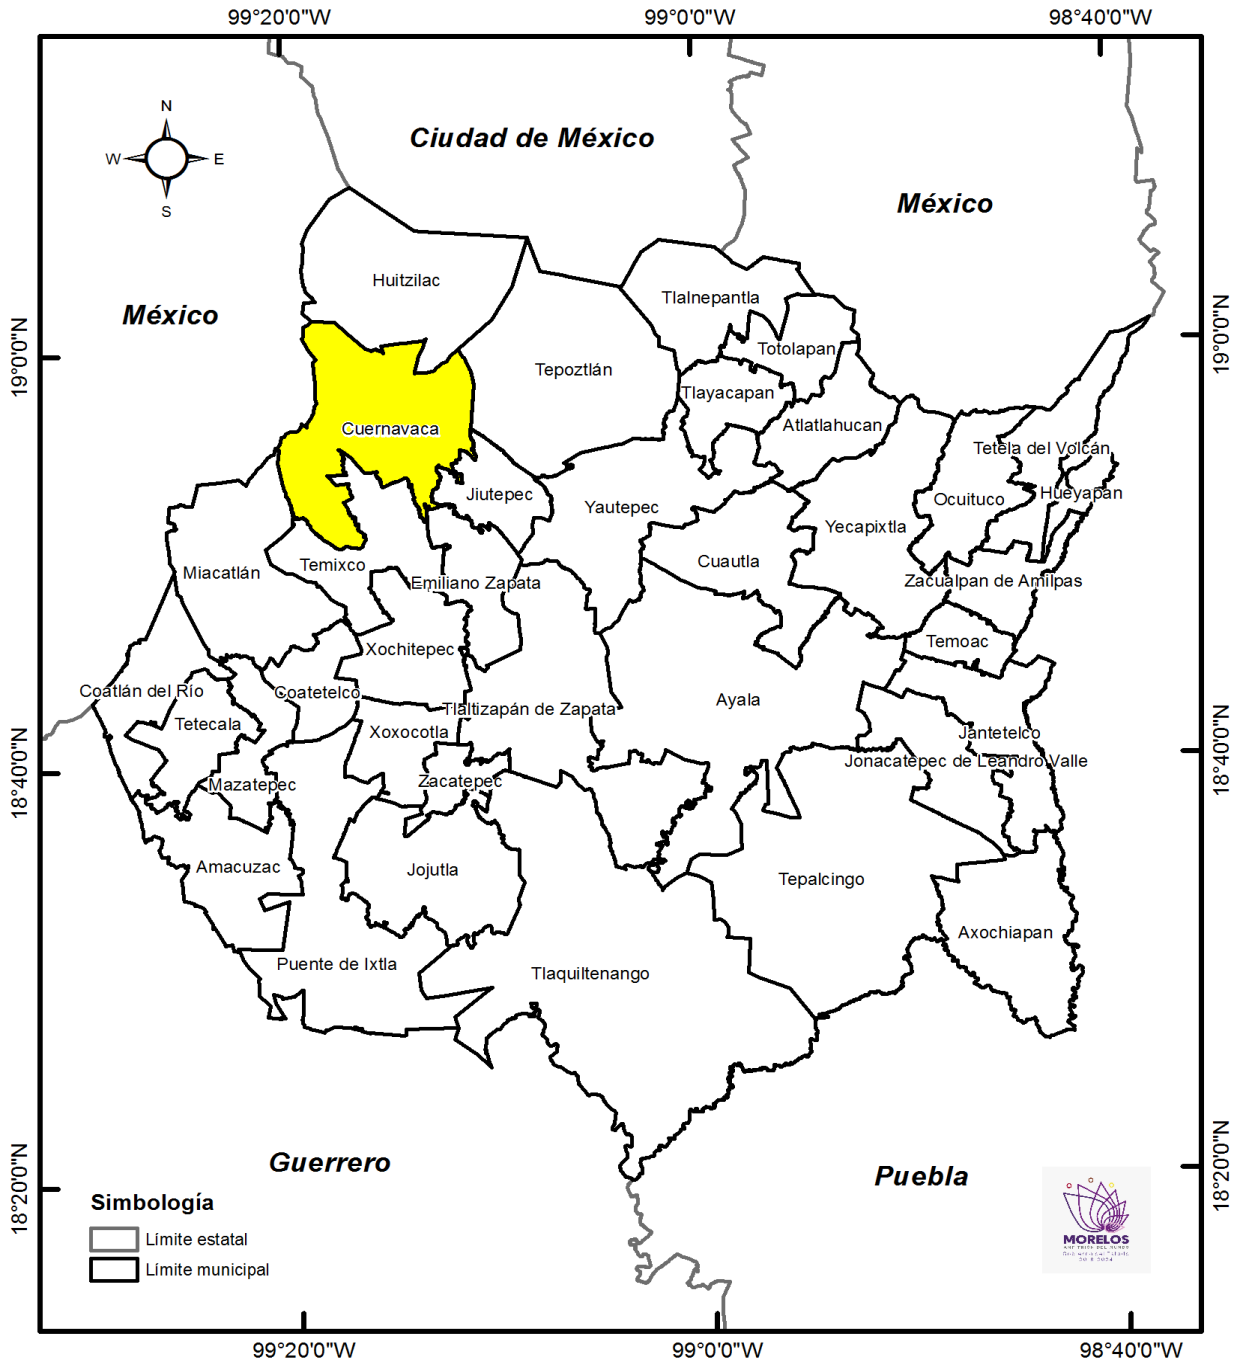 99°20'0"W 99°0'0"W 98°40'0"W
N
W E
S
Ciudad de México
México
México
19°0'0"N
19°0'0"N
Huitzilac
Tlalnepantla
Totolapan
Tepoztlán
Tlayacapan
Atlatlahucan
Cuernavaca
Tetela del Volcán
Jiutepec
Hueyapan
Ocuituco
Yautepec
Yecapixtla
Cuautla
Temixco
Miacatlán
Emiliano Zapata
Zacualpan de Amilpas
Temoac
Xochitepec
Coatlán del Río
Coatetelco
Ayala
Tlaltizapán de Zapata
Tetecala
Xoxocotla
Jantetelco
Jonacatepec de Leandro Valle
18°40'0"N
18°40'0"N
Zacatepec
Mazatepec
Amacuzac
Jojutla
Tepalcingo
Axochiapan
Puente de Ixtla
Tlaquiltenango
Guerrero
Puebla
18°20'0"N
18°20'0"N
Simbología
Límite estatal
Límite municipal
MORELOS
99°20'0"W 99°0'0"W 98°40'0"W